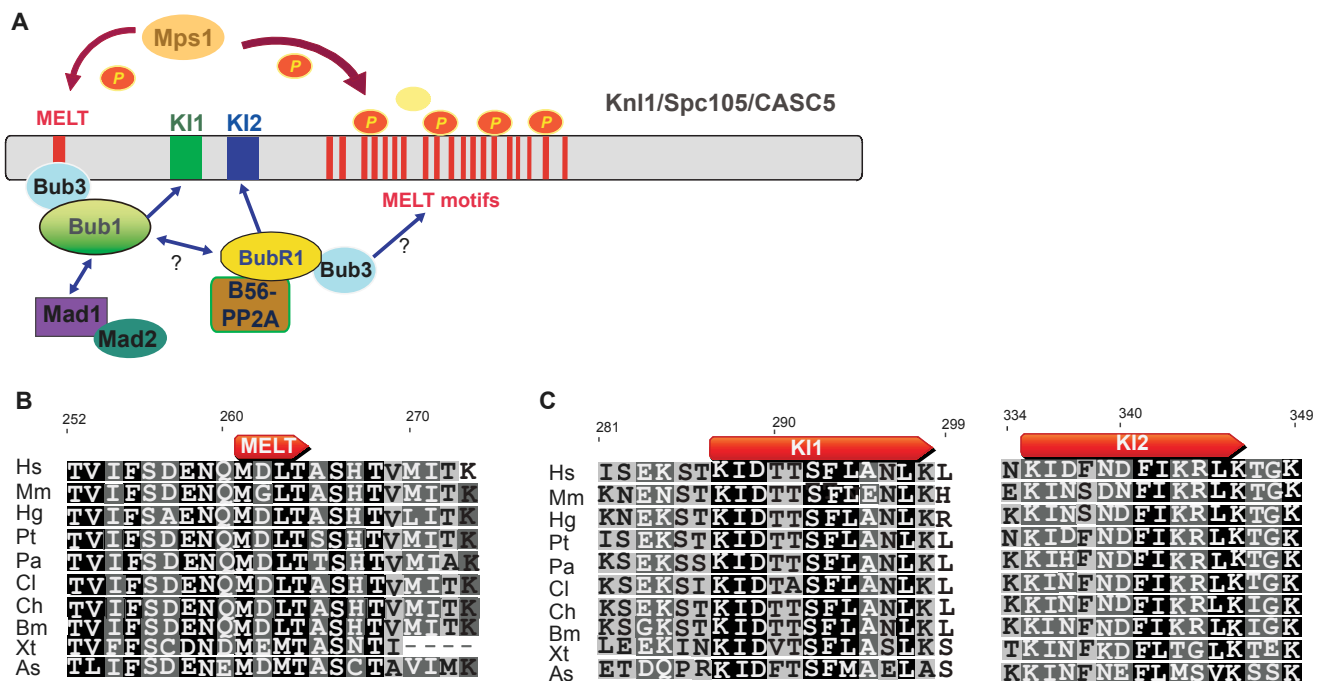 A
Mps1
P
P
Knl1/Spc105/CASC5
MELT
KI1
KI2
P
P
P
P
Bub3
MELT motifs
Bub1
?
BubR1
Bub3
?
B56-
PP2A
Mad1
Mad2
B
252
260
270
MELT
Hs TVIFSDENQMDLTASHTVMITK
Mm TVIFSDENQMGLTASHTVMITK
Hg TVIFSAENQMDLTASHTVLITK
Pt TVIFSDENQMDLTSSHTVMITK
Pa TVIFSDENQMDLTTSHTVMIAK
Cl TVIFSDENQMDLTASHTVMITK
Ch TVIFSDENQMDLTASHTVMITK
Bm TVIFSDENQMDLTASHTVMITK
Xt TVFFSCDNDMEMTASNTI----
As TLIFSDENEMDMTASCTAVIMK
C
281
290
299
334
340
349
KI1
KI2
Hs ISEKSTKIDTTSFLANLKL NKIDFNDFIKRLKTGK
Mm KNENSTKIDTTSFLENLKH EKINSDNFIKRLKTGK
Hg KNEKSTKIDTTSFLANLKR KKINSNDFIKRLKTGK
Pt ISEKSTKIDTTSFLANLKL NKIDFNDFIKRLKTGK
Pa KSEKSSKIDTTSFLANLKL KKIHFNDFIKRLKTGK
Cl KSEKSIKIDTASFLANLKL KKINFNDFIKRLKTGK
Ch KSEKSTKIDTTSFLANLKL KKINFNDFIKRLKIGK
Bm KSGKSTKIDTTSFLANLKL KKINFNDFIKRLKIGK
Xt LEEKINKIDVTSFLASLKS TKINFKDFLTGLKTEK
As ETDQPRKIDFTSFMAELAS KKINFNEFLMSVKSSK